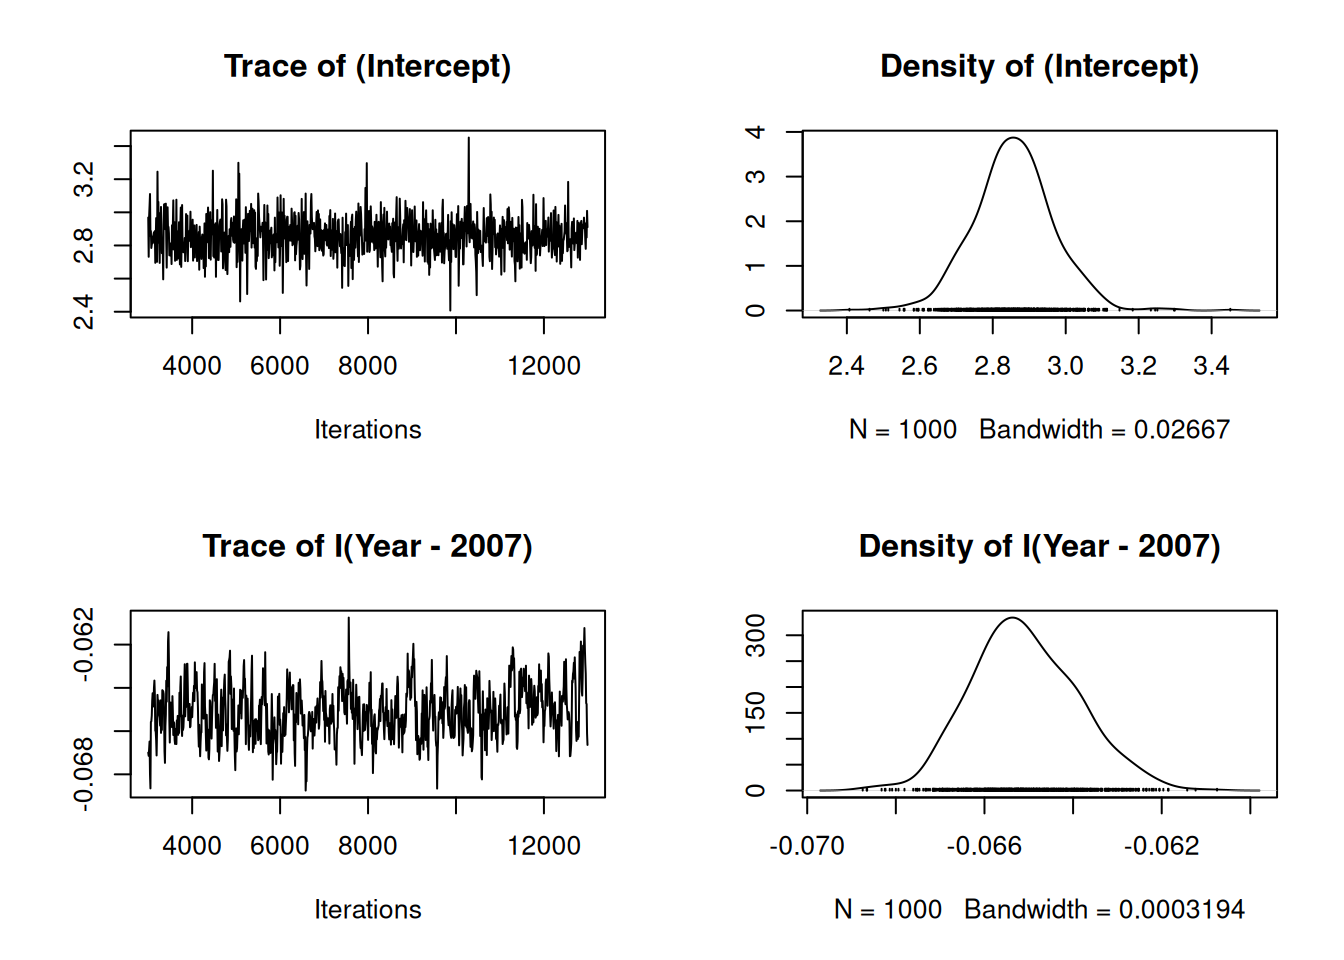 Trace of (Intercept)
3.2
2.8
2.4
4000 6000 8000 12000
Iterations
Density of (Intercept)
4
3
2
1
0
2.4 2.6 2.8 3.0 3.2 3.4
N = 1000 Bandwidth = 0.02667
Trace of I(Year - 2007)
-0.062
-0.068
4000 6000 8000 12000
Iterations
Density of I(Year - 2007)
300
150
0
-0.070 -0.066 -0.062
N = 1000 Bandwidth = 0.0003194